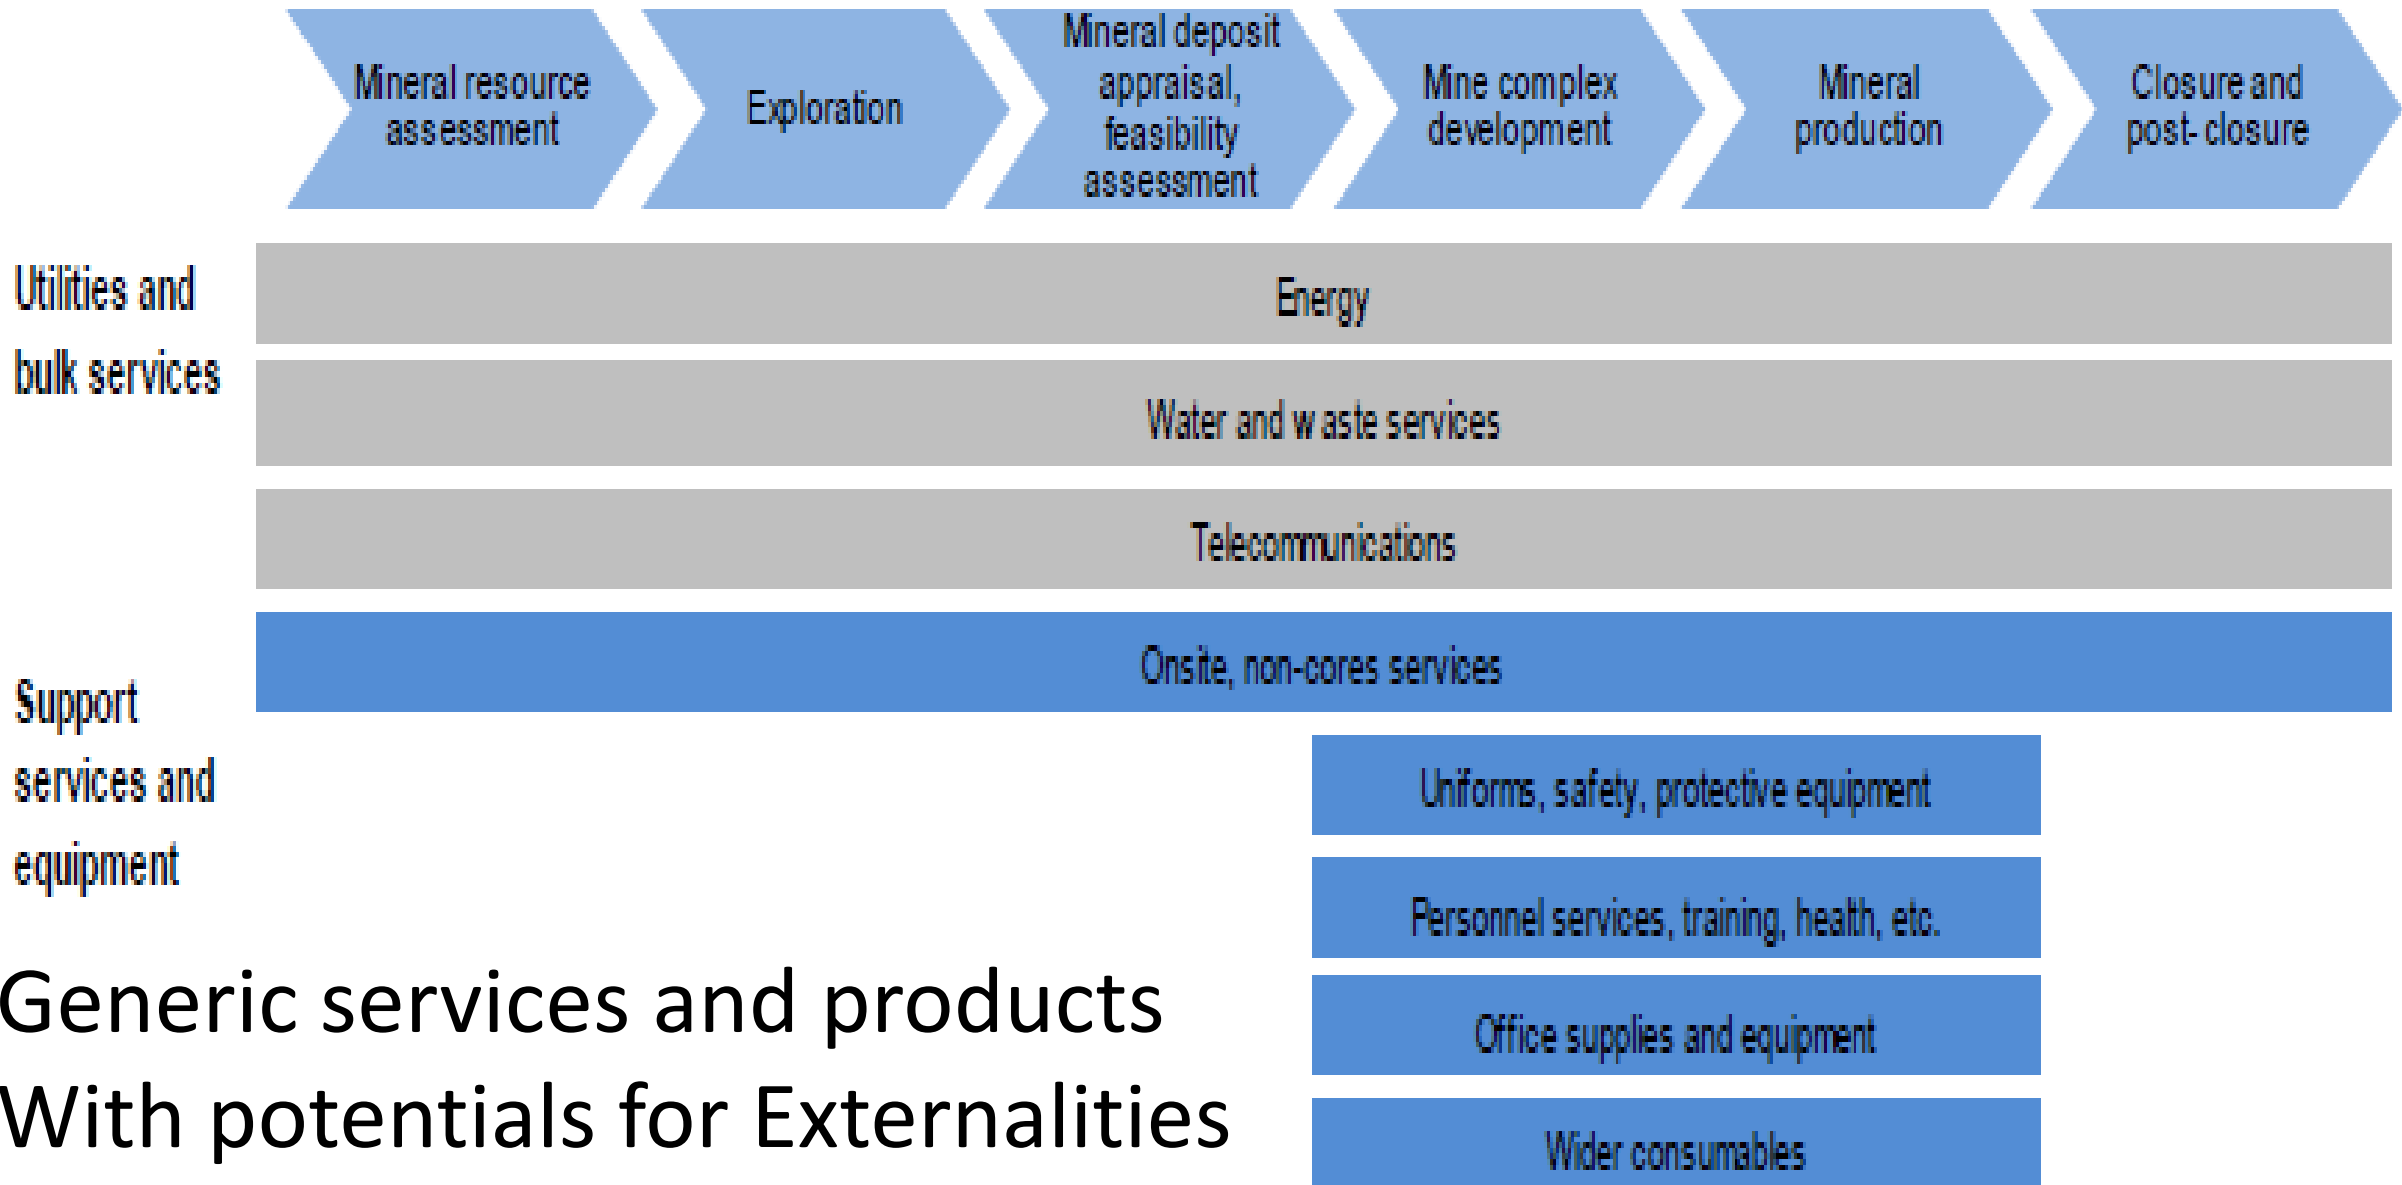 Mineral resource
assessment
Exploration
Mineral deposit
appraisal,
feasibility
assessment
Mine complex
development
Mineral
production
Closure and
post- closure
Utilities and
bulk services
Energy
Water and waste services
Telecommunications
Support
services and
equipment
Onsite, non-cores services
Uniforms, safety, protective equipment
Personnel services, training, health, etc.
Office supplies and equipment
Wider consumables
Generic services and products
With potentials for Externalities